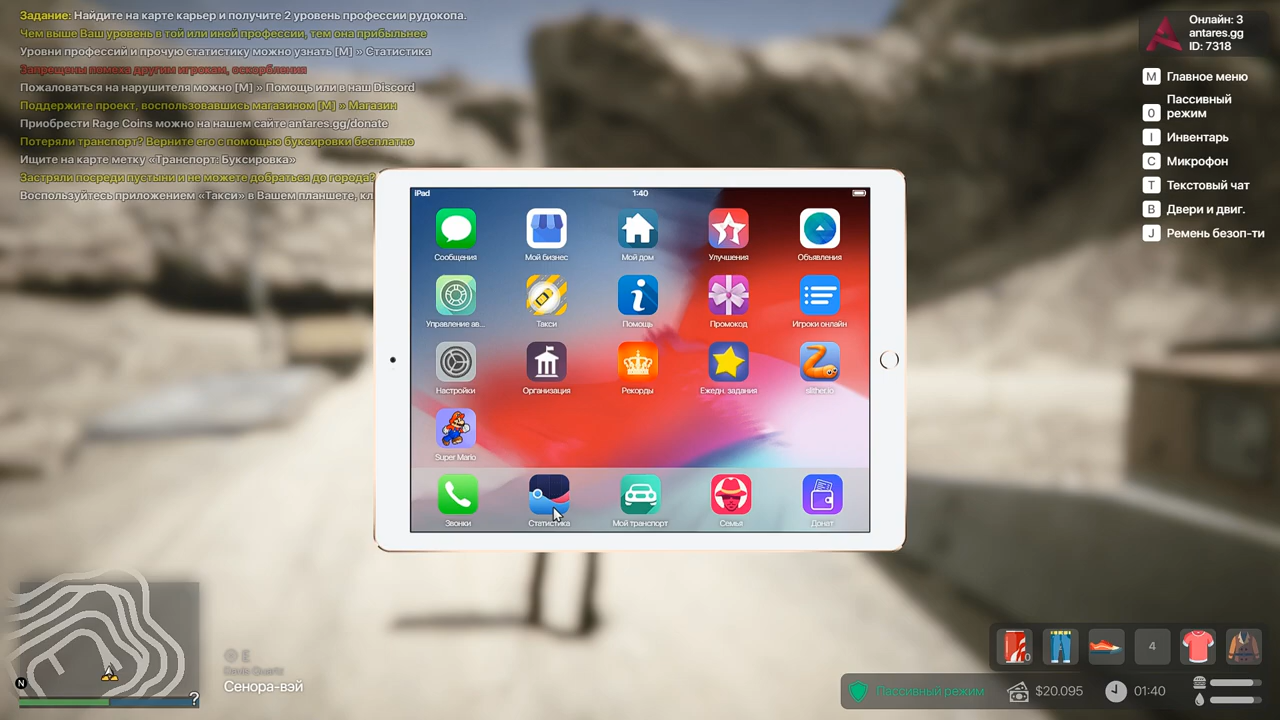 Задание: Найдите на карте карьер и получите 2 уровень профессии рудокопа.
Чем выше Ваш уровень в той или иной профессии, тем она прибыльнее
Уровни профессий и прочую статистику можно узнать [M] » Статистика
Запрещены помеха другим игрокам, оскорбления
Пожаловаться на нарушителя можно [M] » Помощь или в наш Discord
Поддержите проект, воспользовавшись магазином [M] » Магазин
Приобрести Rage Coins можно на нашем сайте antares.gg/donate
Потеряли транспорт? Верните его с помощью буксировки бесплатно
Ищите на карте метку «Транспорт: Буксировка»
Застряли посреди пустыни и не можете добраться до города?
Воспользуйтесь приложением «Такси» в Вашем планшете, кл
Онлайн: 3
antares.gg
ID: 7318
M Главное меню
0 Пассивный режим
I Инвентарь
C Микрофон
T Текстовый чат
B Двери и двиг.
J Ремень безоп-ти
iPad 1:40
Сообщения Мой бизнес Мой дом Улучшения Объявления
Управление ав... Такси Помощь Промокод Игроки онлайн
Настройки Организация Рекорды Ежедн. задания slither.io
Super Mario
Звонки Статистика Мой транспорт Семья Донат
N
?
E
Davis Quartz
Сенора-вэй
0
4
Пассивный режим $20.095 01:40